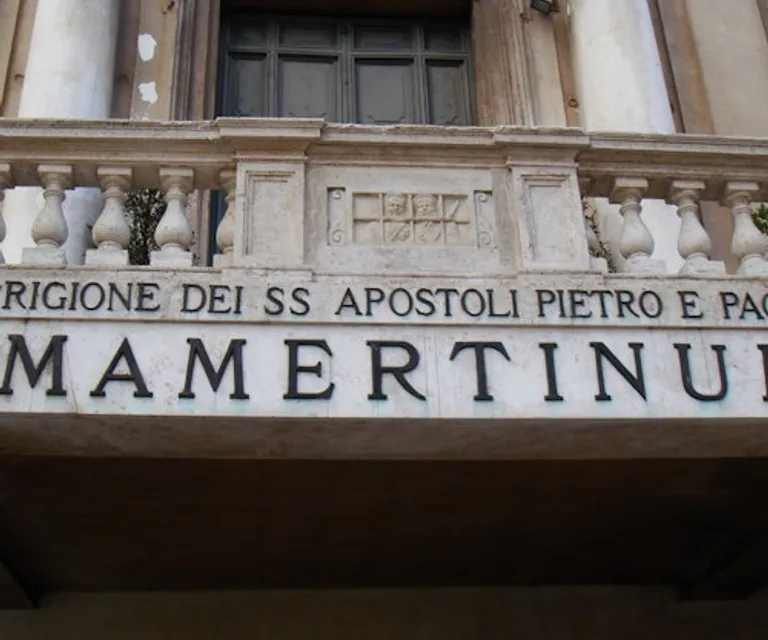 PRIGIONE DEI SS APOSTOLI PIETRO E PAO
MAMERTINU